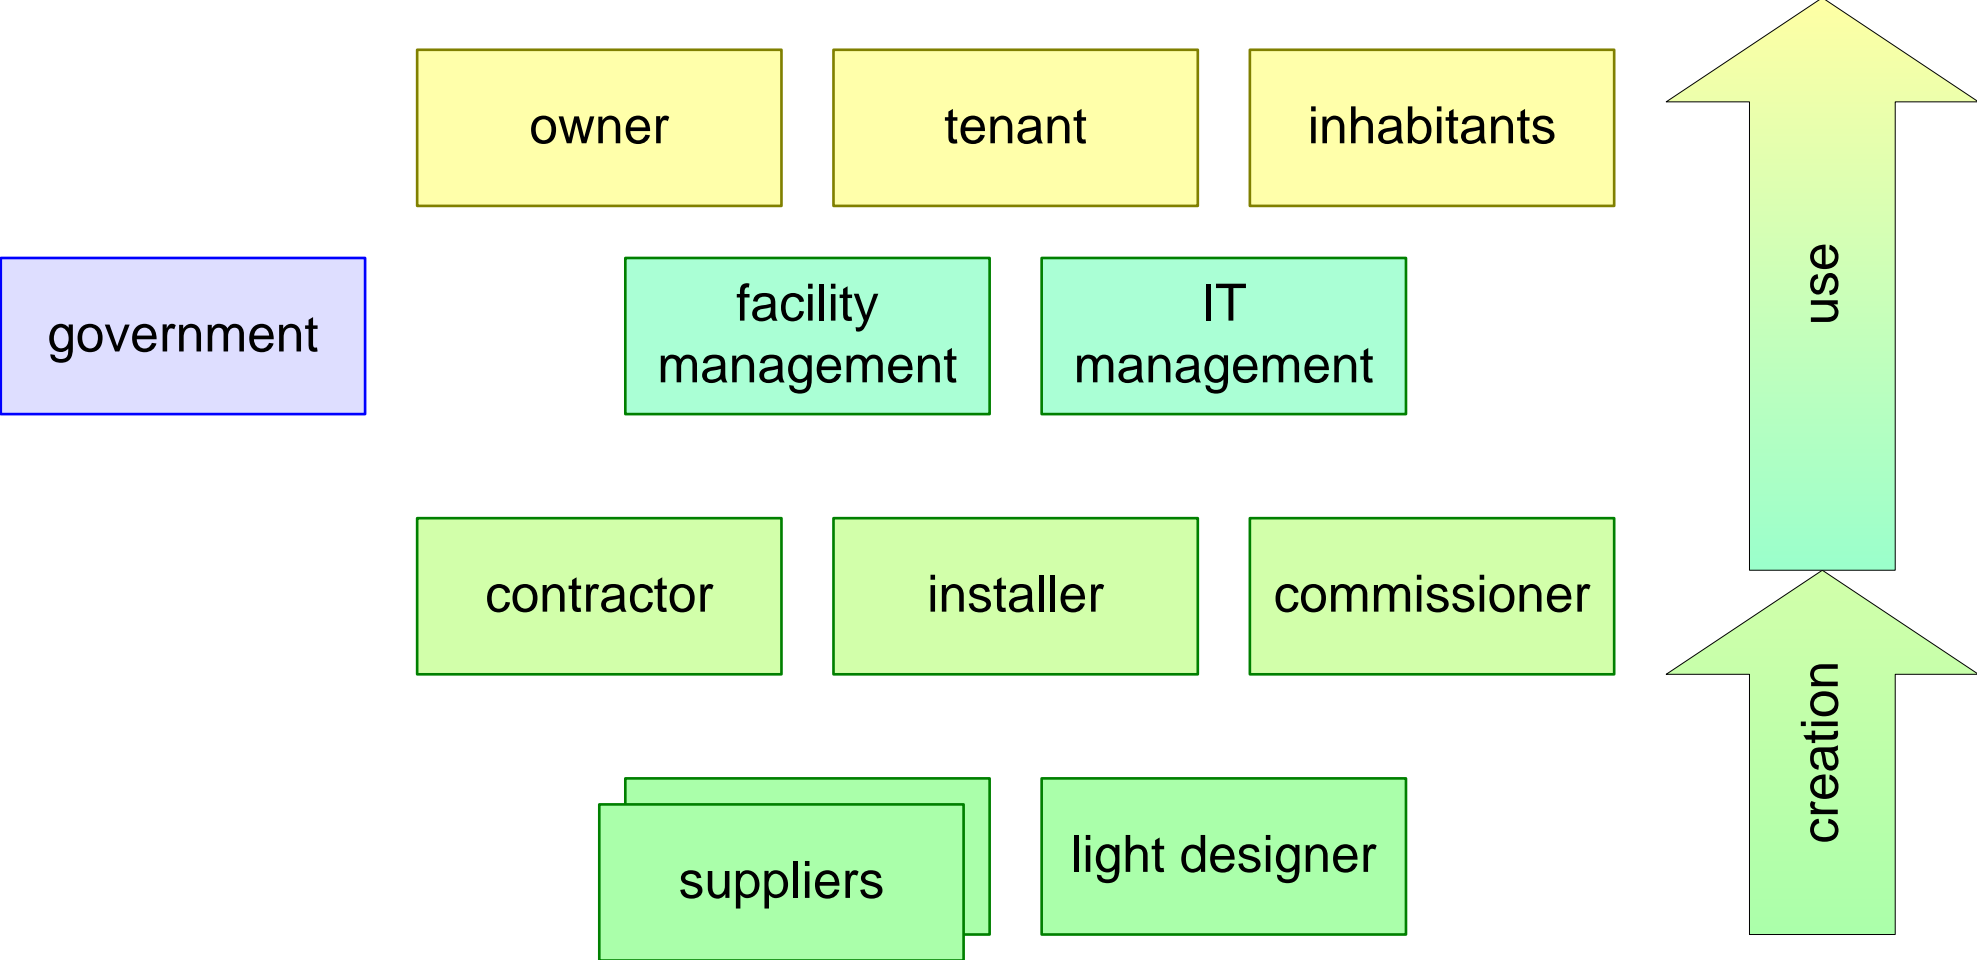 owner
tenant
inhabitants
government
facility
management
IT
management
use
contractor
installer
commissioner
creation
suppliers
light designer